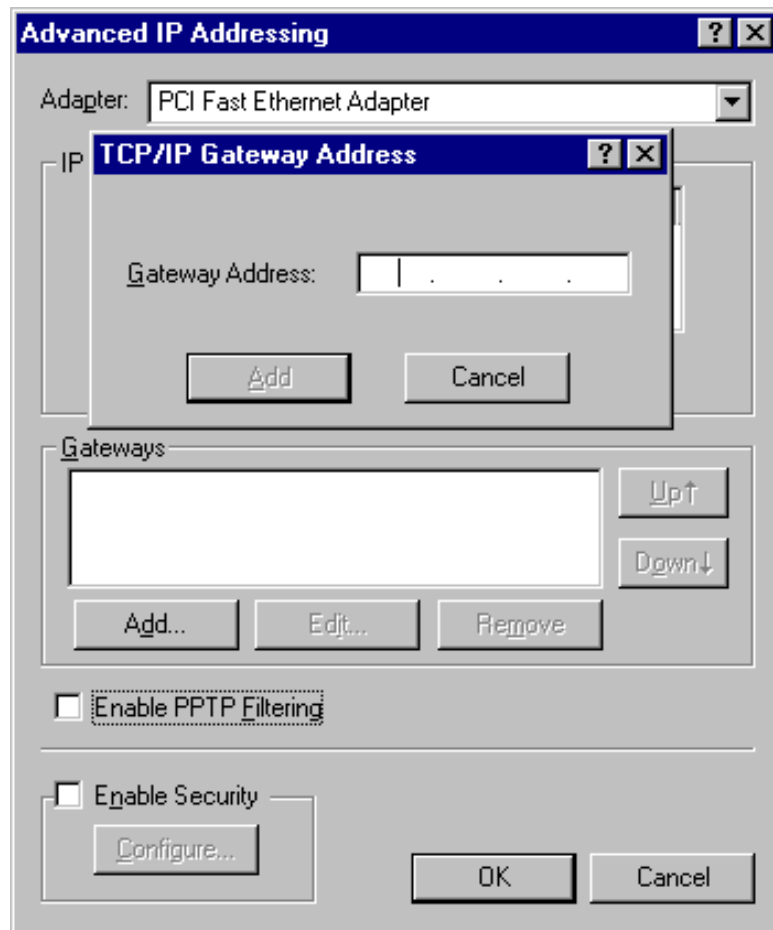 Advanced IP Addressing
Adapter: PCI Fast Ethernet Adapter
IP
TCP/IP Gateway Address
Gateway Address: . . .
Add Cancel
Gateways
Up↑
Down↓
Add... Edit... Remove
Enable PPTP Filtering
Enable Security
Configure...
OK Cancel